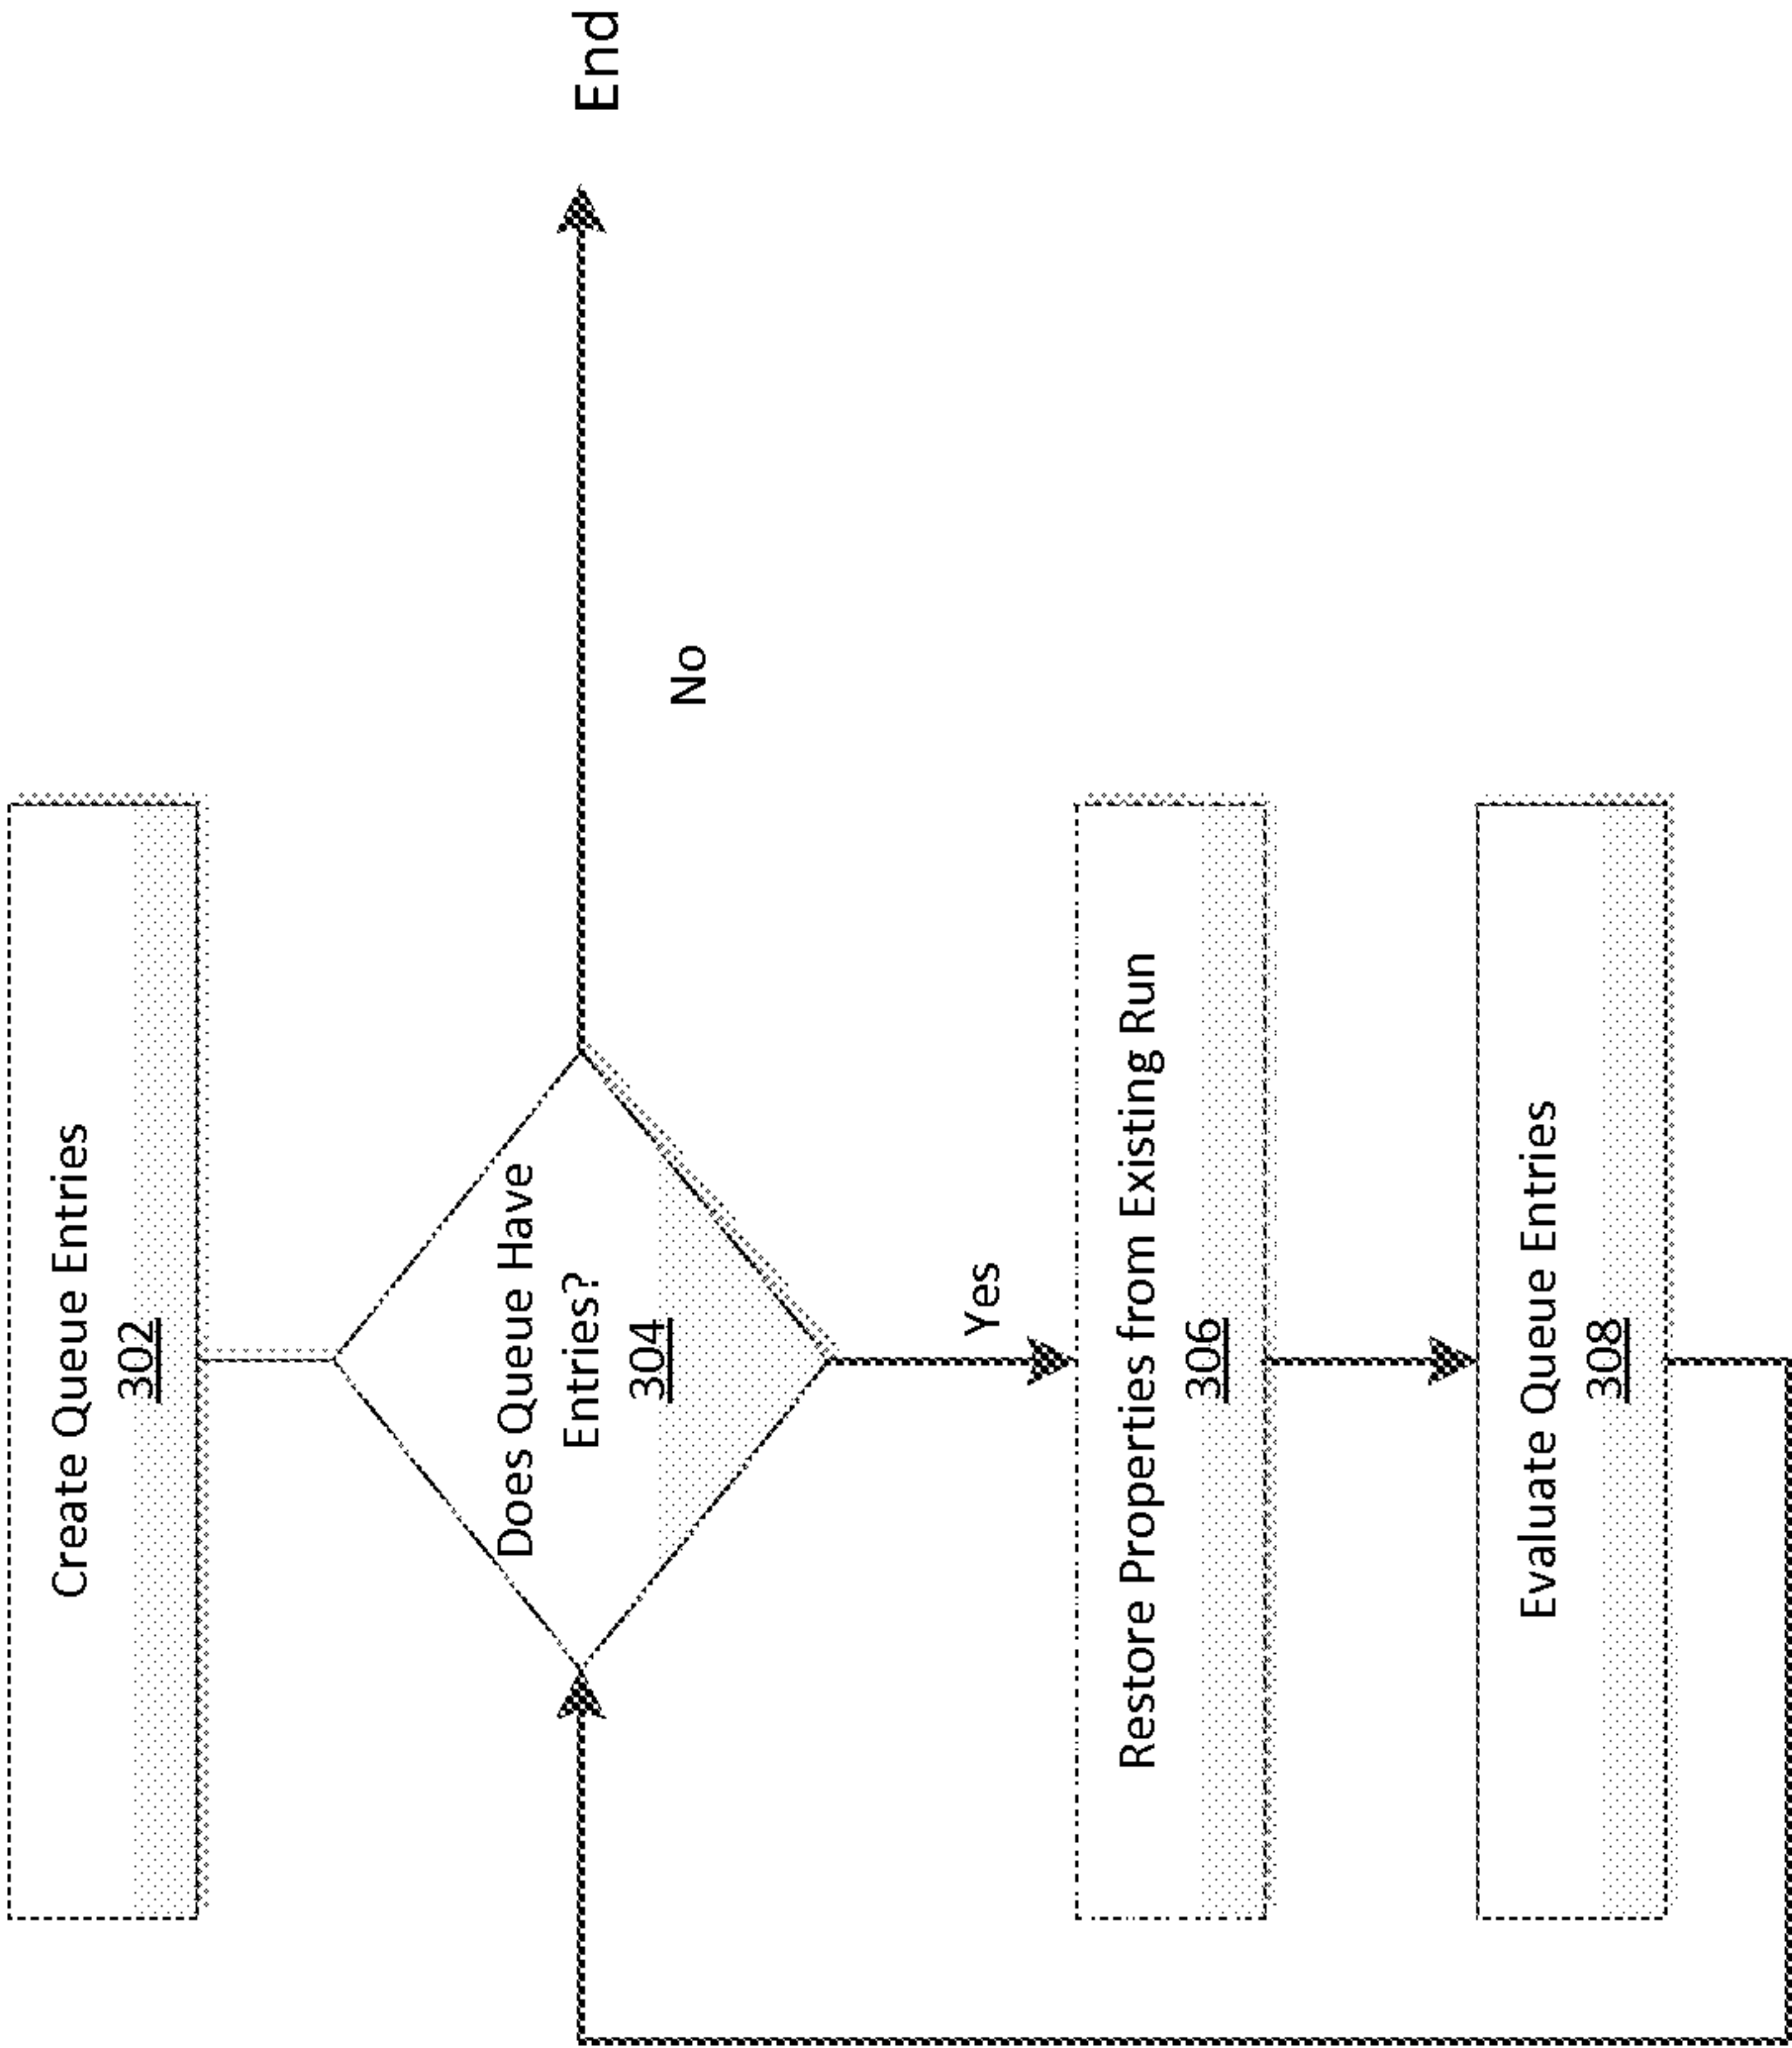 Create Queue Entries
302
Does Queue Have
Entries?
304
No
End
Yes
Restore Properties from Existing Run
306
Evaluate Queue Entries
308